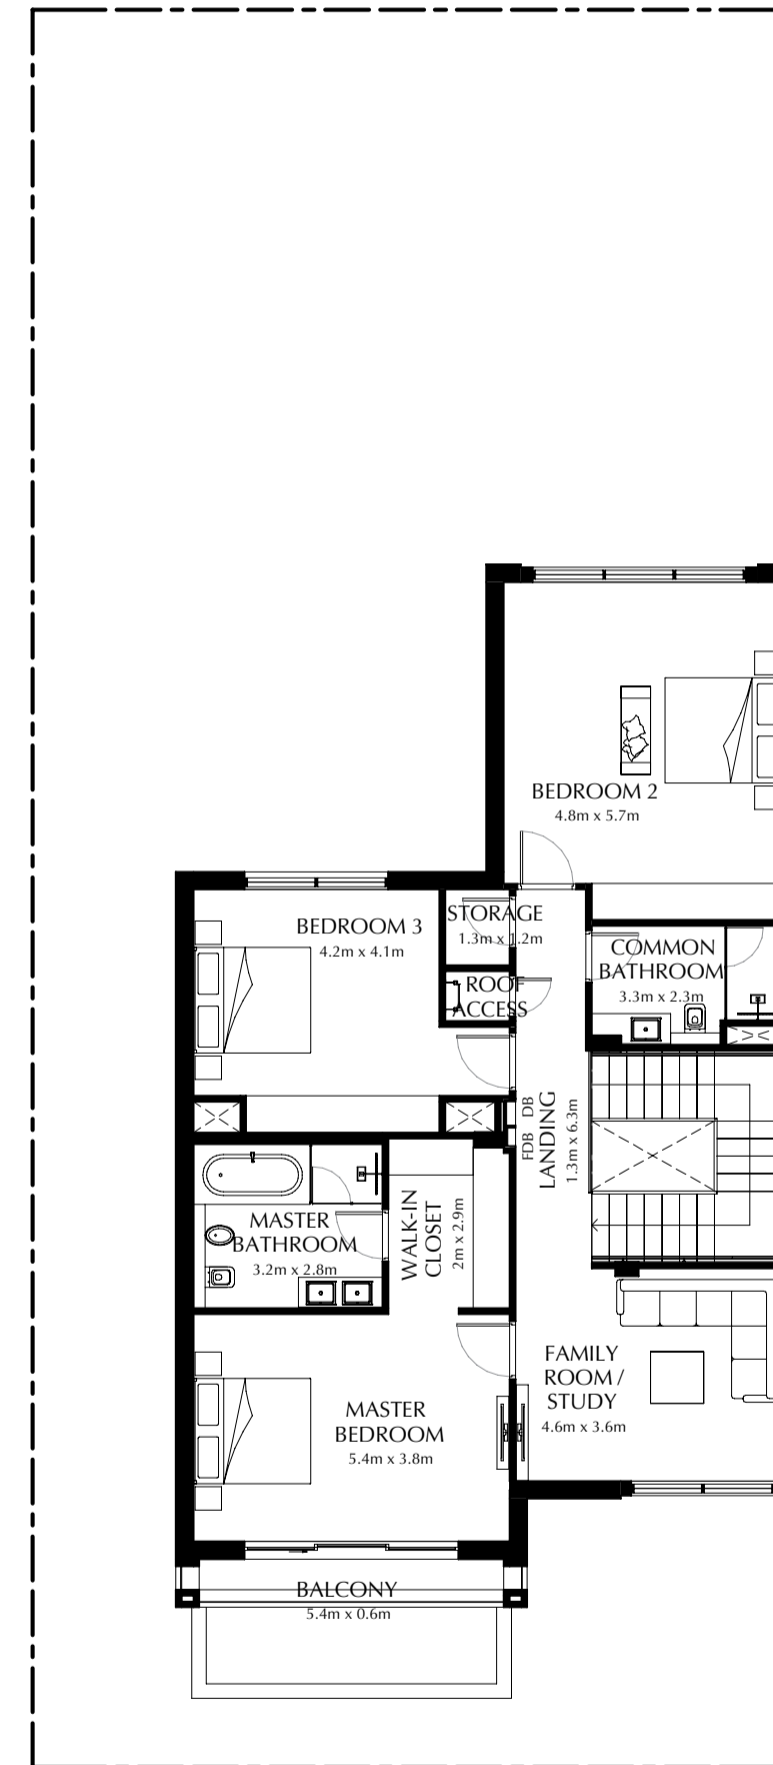 BEDROOM 2
4.8m x 5.7m
BEDROOM 3
4.2m x 4.1m
STORAGE
1.3m x 1.2m
ROOF
ACCESS
COMMON
BATHROOM
3.3m x 2.3m
FDB DB
LANDING
1.3m x 6.3m
MASTER
BATHROOM
3.2m x 2.8m
WALK-IN
CLOSET
2m x 2.9m
FAMILY
ROOM /
STUDY
4.6m x 3.6m
MASTER
BEDROOM
5.4m x 3.8m
BALCONY
5.4m x 0.6m